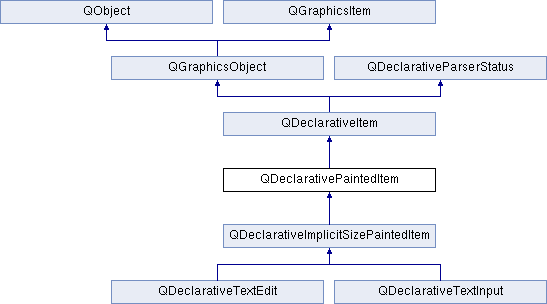 QObject
QGraphicsItem
QGraphicsObject
QDeclarativeParserStatus
QDeclarativeItem
QDeclarativePaintedItem
QDeclarativeImplicitSizePaintedItem
QDeclarativeTextEdit
QDeclarativeTextInput